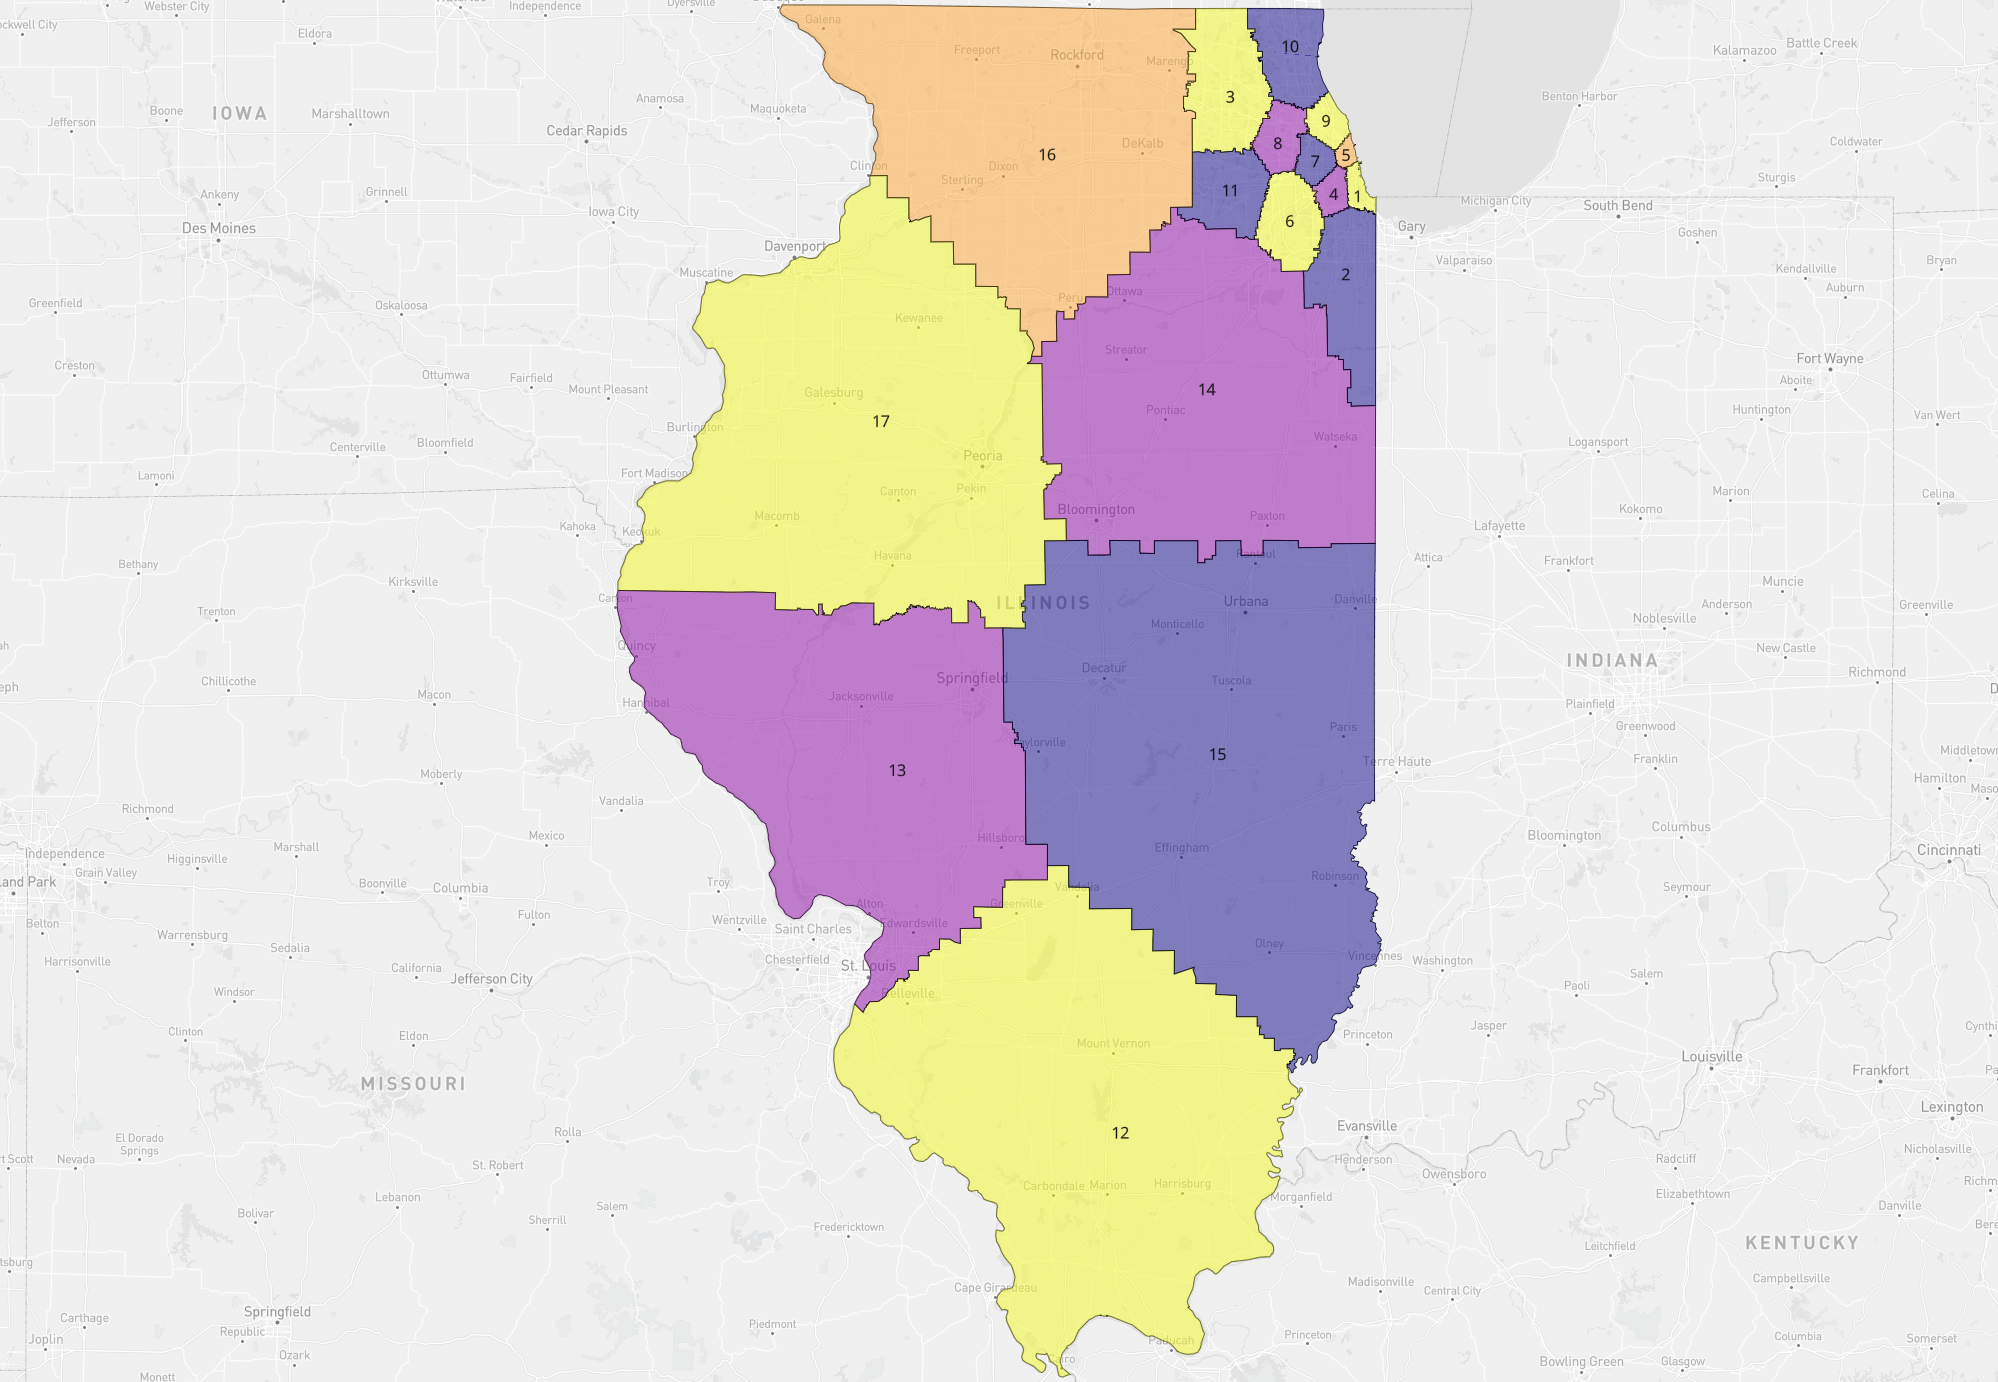 Webster City
Independence
Dyersville
Rockwell City
Eldora
Galena
Freeport
Rockford
Marengo
10
Kalamazoo
Battle Creek
IOWA
Boone
Ames
Marshalltown
Anamosa
Maquoketa
3
Benton Harbor
Jefferson
Cedar Rapids
9
Coldwater
16
DeKalb
8
5
7
Clinton
Dixon
Sterling
Sturgis
Ankeny
Grinnell
11
4
1
Michigan City
South Bend
Iowa City
6
Gary
Goshen
Des Moines
Davenport
Valparaiso
Bryan
Muscatine
2
Kendallville
Auburn
Greenfield
Oskaloosa
Peru
Ottawa
Kewanee
Streator
Fort Wayne
Creston
Ottumwa
Fairfield
Mount Pleasant
Galesburg
14
Aboite
Pontiac
Huntington
Van Wert
17
Burlington
Watseka
Centerville
Bloomfield
Logansport
Peoria
Lamoni
Fort Madison
Canton
Pekin
Marion
Celina
Macomb
Bloomington
Paxton
Kokomo
Kahoka
Keokuk
Lafayette
Havana
Rantoul
Attica
Frankfort
Bethany
Kirksville
Muncie
Canton
ILLINOIS
Urbana
Danville
Anderson
Greenville
Trenton
Monticello
Noblesville
Quincy
New Castle
INDIANA
Decatur
Richmond
Chillicothe
Springfield
Tuscola
Macon
Jacksonville
Hannibal
Plainfield
Greenwood
Paris
Taylorville
15
Middletown
13
Terre Haute
Franklin
Moberly
Hamilton
Vandalia
Richmond
Mexico
Hillsboro
Bloomington
Columbus
Marshall
Effingham
Cincinnati
Independence
Higginsville
Grain Valley
Robinson
Overland Park
Boonville
Columbia
Troy
Vandalia
Seymour
Alton
Greenville
Fulton
Wentzville
Edwardsville
Belton
Saint Charles
Warrensburg
Sedalia
Olney
Vincennes
Harrisonville
Chesterfield
St. Louis
Washington
California
Jefferson City
Salem
Windsor
Belleville
Paoli
Clinton
Eldon
Princeton
Jasper
Mount Vernon
Louisville
Frankfort
MISSOURI
Lexington
12
Evansville
Rolla
El Dorado
Springs
Nicholasville
Henderson
Radcliff
Nevada
St. Robert
Owensboro
Carbondale
Marion
Harrisburg
Lebanon
Morganfield
Elizabethtown
Danville
Bolivar
Salem
Sherrill
Fredericktown
KENTUCKY
Leitchfield
Cape Girardeau
Madisonville
Campbellsville
Central City
Springfield
Carthage
Republic
Piedmont
Joplin
Paducah
Princeton
Columbia
Somerset
Ozark
Cairo
Bowling Green
Glasgow
Monett